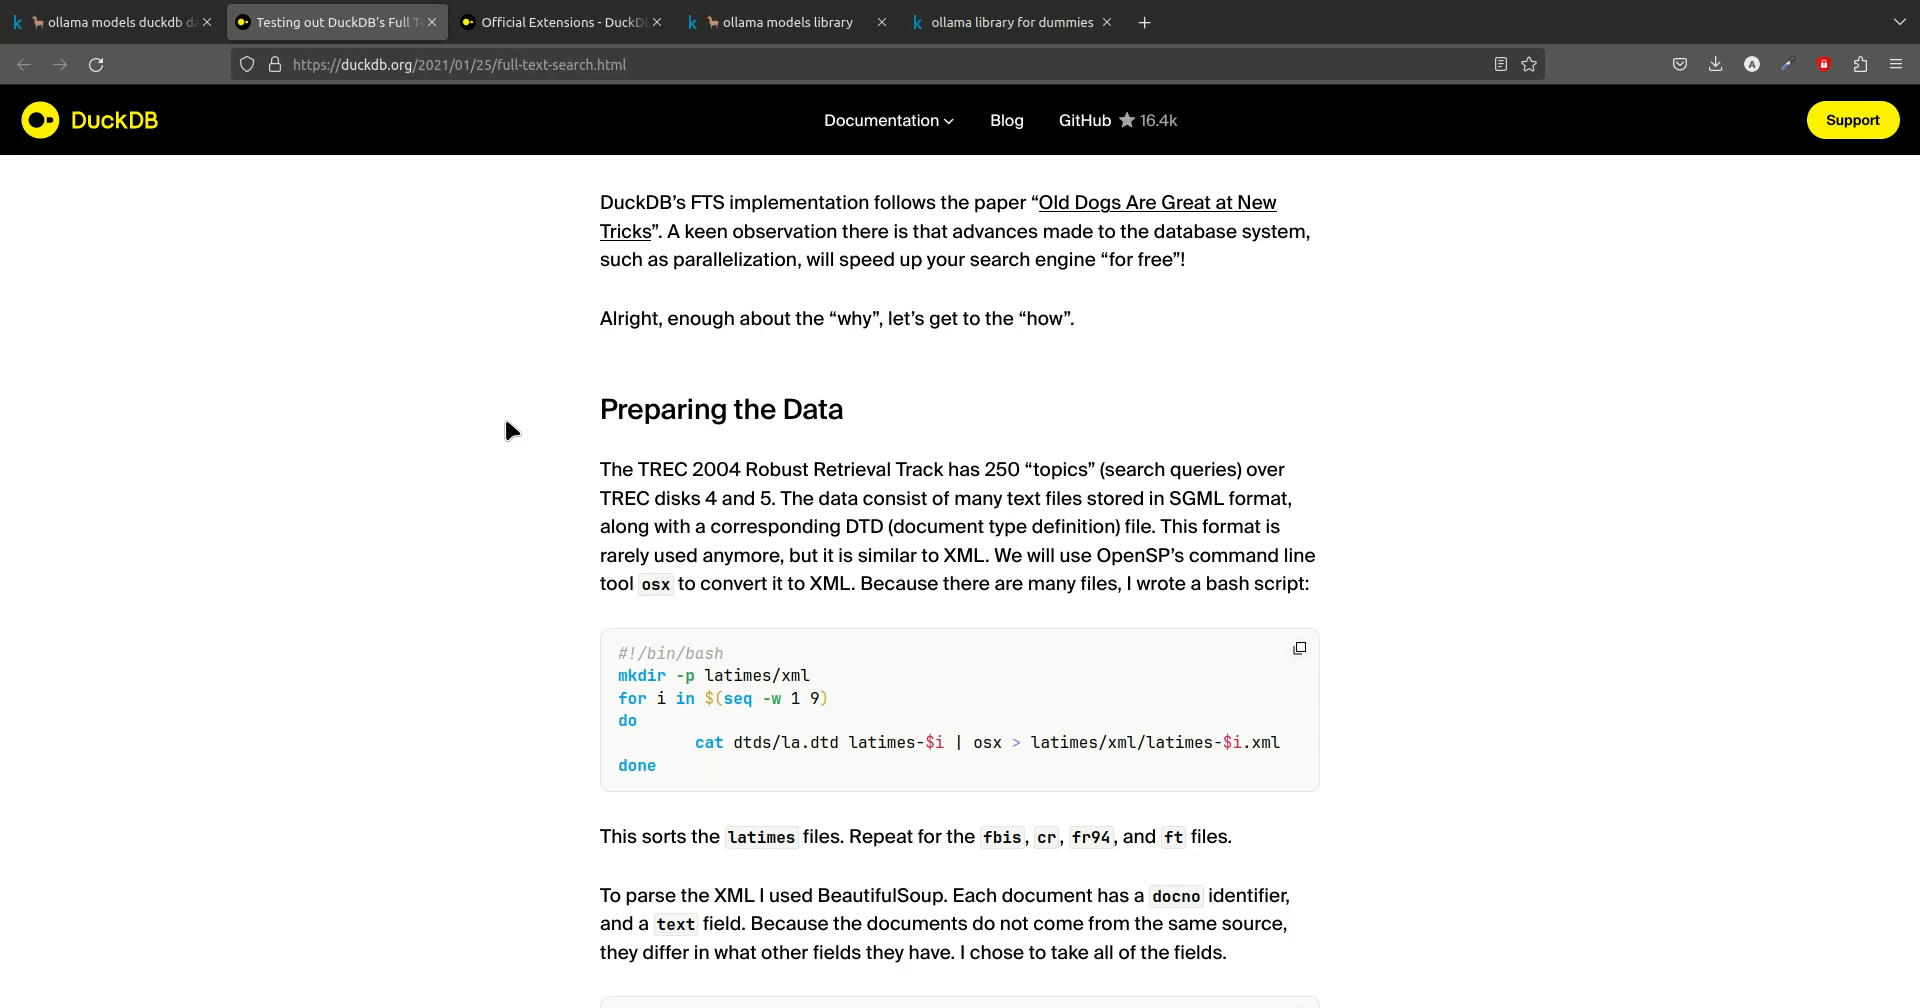 ollama models duckdb d
Testing out DuckDB's Full T
Official Extensions - DuckD
ollama models library
ollama library for dummies
https://duckdb.org/2021/01/25/full-text-search.html
A
DuckDB
Documentation
Blog
GitHub ★ 16.4k
Support
DuckDB’s FTS implementation follows the paper “Old Dogs Are Great at New
Tricks”. A keen observation there is that advances made to the database system,
such as parallelization, will speed up your search engine “for free”!
Alright, enough about the “why”, let’s get to the “how”.
Preparing the Data
The TREC 2004 Robust Retrieval Track has 250 “topics” (search queries) over
TREC disks 4 and 5. The data consist of many text files stored in SGML format,
along with a corresponding DTD (document type definition) file. This format is
rarely used anymore, but it is similar to XML. We will use OpenSP’s command line
tool osx to convert it to XML. Because there are many files, I wrote a bash script:
#!/bin/bash
mkdir -p latimes/xml
for i in $(seq -w 1 9)
do
        cat dtds/la.dtd latimes-$i | osx > latimes/xml/latimes-$i.xml
done
This sorts the latimes files. Repeat for the fbis, cr, fr94, and ft files.
To parse the XML I used BeautifulSoup. Each document has a docno identifier,
and a text field. Because the documents do not come from the same source,
they differ in what other fields they have. I chose to take all of the fields.